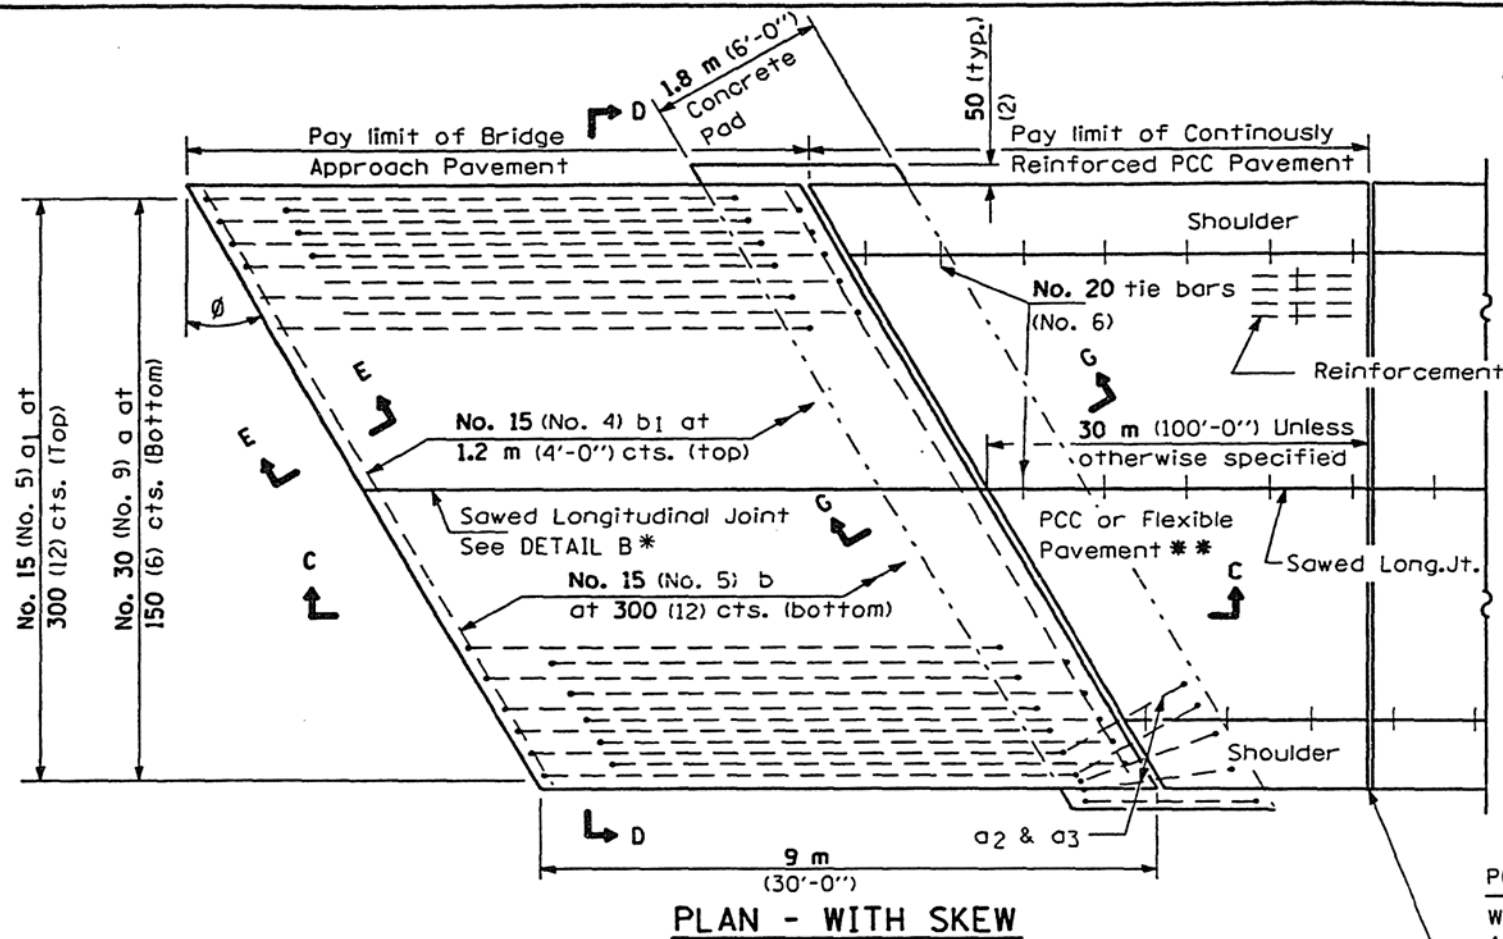 1.8 m (6'-0")
Concrete
Pad
50 (typ.)
(2)
D
Pay limit of Bridge
Approach Pavement
Pay limit of Continously
Reinforced PCC Pavement
Shoulder
No. 20 tie bars
(No. 6)
Reinforcement
Ø
No. 15 (No. 5) a1 at
300 (12) cts. (Top)
No. 30 (No. 9) a at
150 (6) cts. (Bottom)
E
E
G
No. 15 (No. 4) b1 at
1.2 m (4'-0") cts. (top)
30 m (100'-0") Unless
otherwise specified
Sawed Longitudinal Joint
See DETAIL B*
G
PCC or Flexible
Pavement **
Sawed Long.Jt.
C
C
No. 15 (No. 5) b
at 300 (12) cts. (bottom)
Shoulder
D
a2 & a3
9 m
(30'-0")
PLAN - WITH SKEW